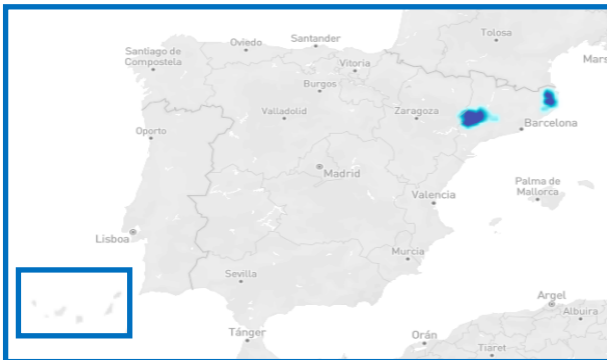 Tolosa
Oviedo
Santander
Santiago de
Compostela
Mars
Vitoria
Burgos
Valladolid
Zaragoza
Barcelona
Oporto
Madrid
Palma de
Mallorca
Valencia
Lisboa
Murcia
Sevilla
Argel
Albuira
Tánger
Orán
Tiaret